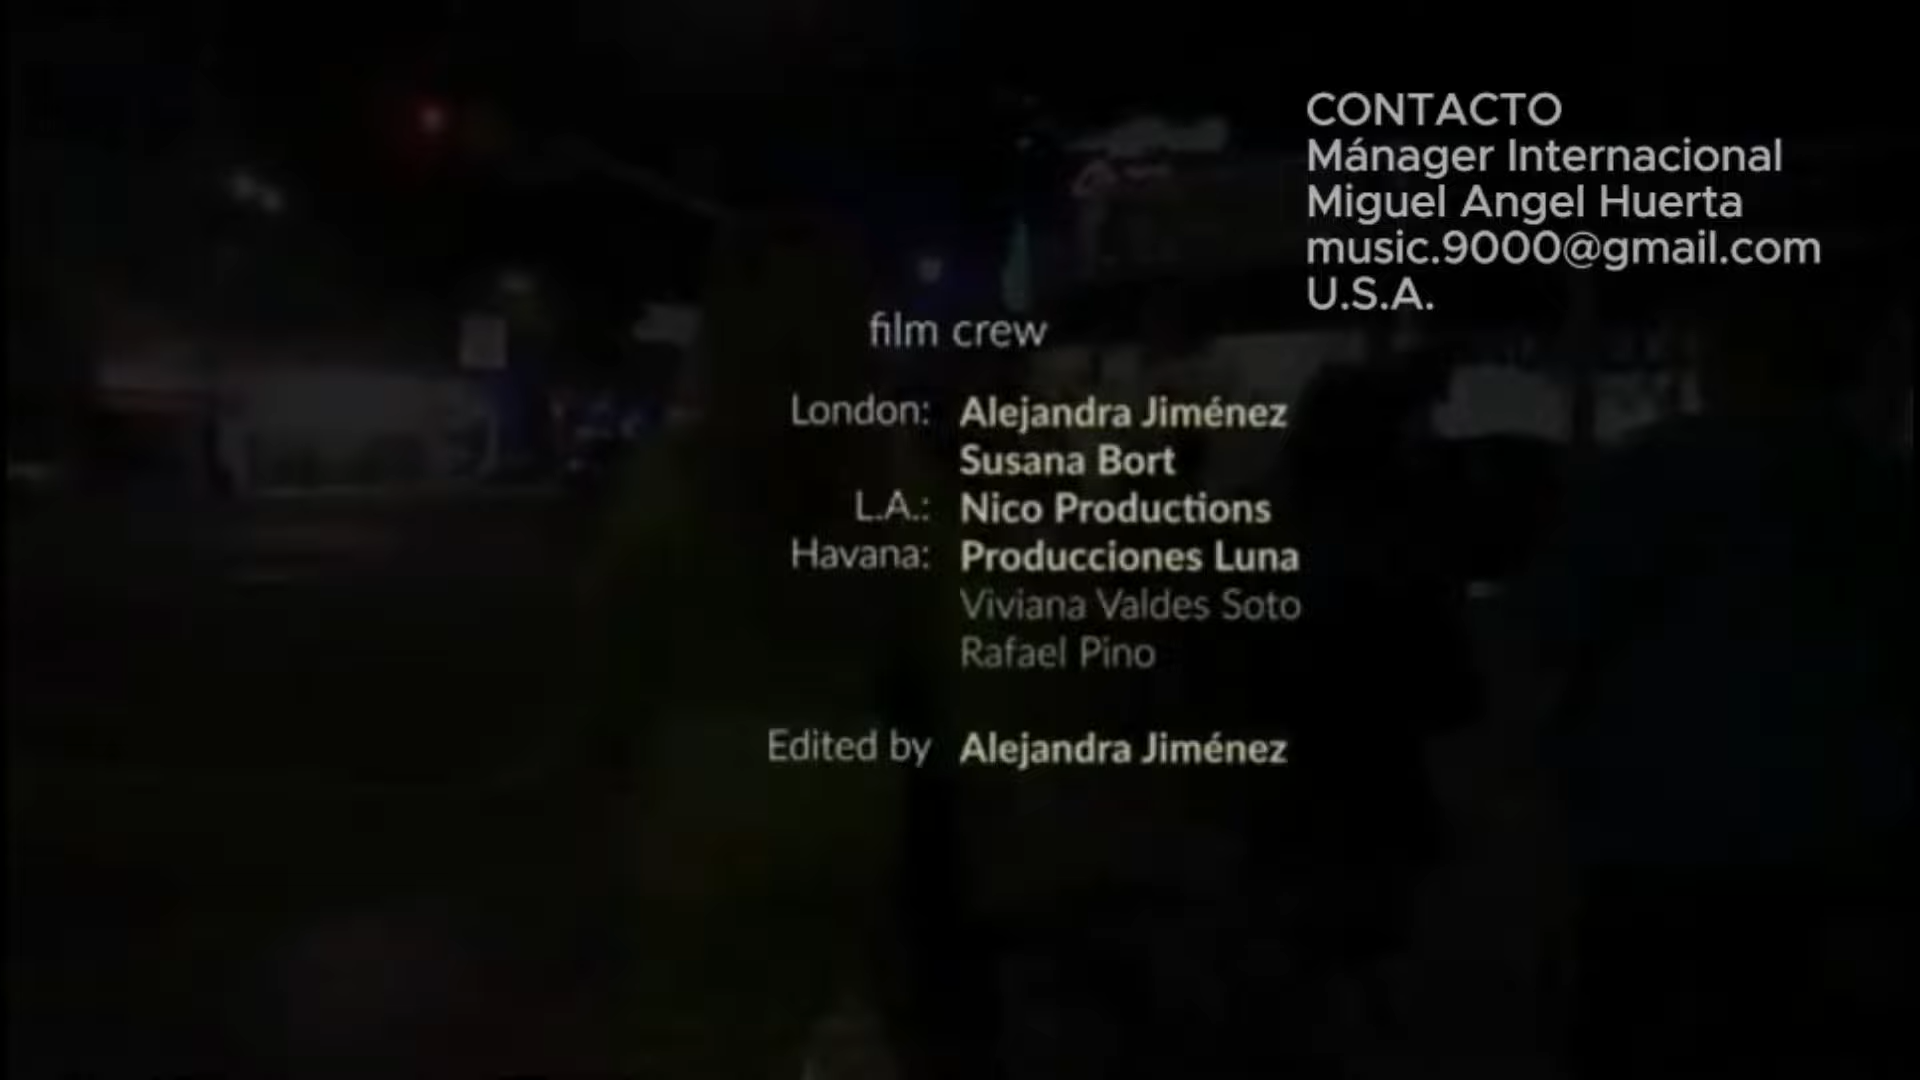 CONTACTO
Mánager Internacional
Miguel Angel Huerta
music.9000@gmail.com
U.S.A.
film crew
London: Alejandra Jiménez
Susana Bort
L.A.: Nico Productions
Havana: Producciones Luna
Viviana Valdes Soto
Rafael Pino
Edited by Alejandra Jiménez